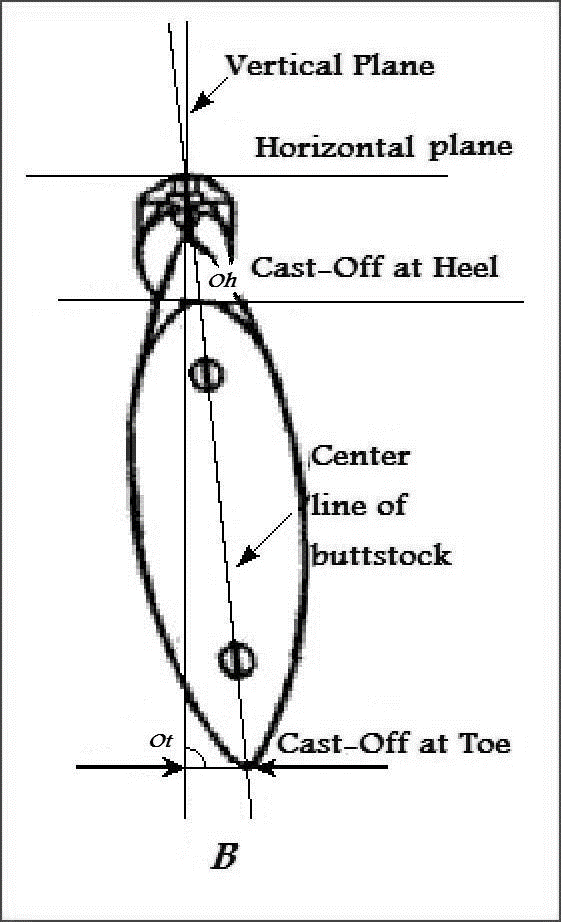 Vertical Plane
Horizontal plane
Oh Cast-Off at Heel
Center
line of
buttstock
Ot
Cast-Off at Toe
B